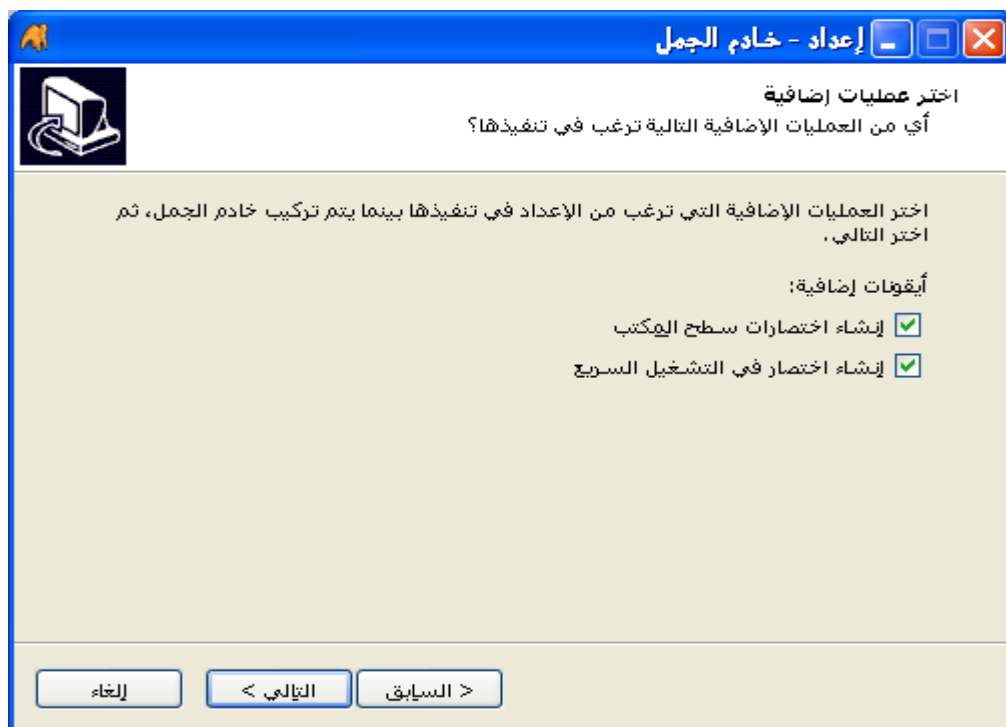 إعداد - خادم الجمل
اختر عمليات إضافية
أي من العمليات الإضافية التالية ترغب في تنفيذها؟
اختر العمليات الإضافية التي ترغب من الإعداد في تنفيذها بينما يتم تركيب خادم الجمل، ثم
اختر التالي.
أيقونات إضافية:
إنشاء اختصارات سطح المكتب
إنشاء اختصار في التشغيل السريع
< السابق
التالي >
إلغاء